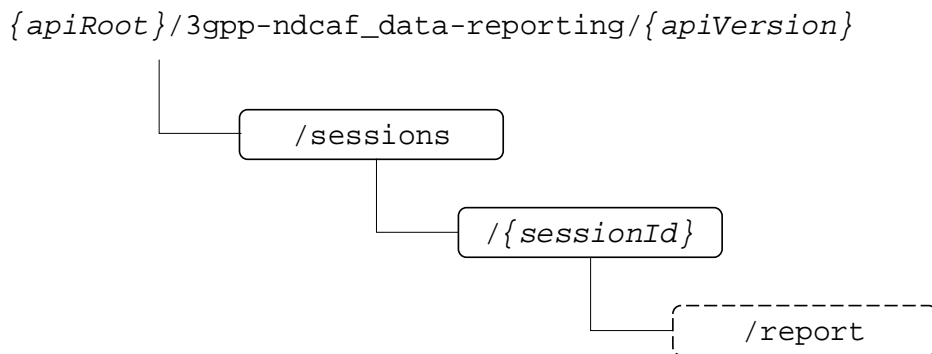 {apiRoot}/3gpp-ndcaf_data-reporting/{apiVersion}
/sessions
/{sessionId}
/report